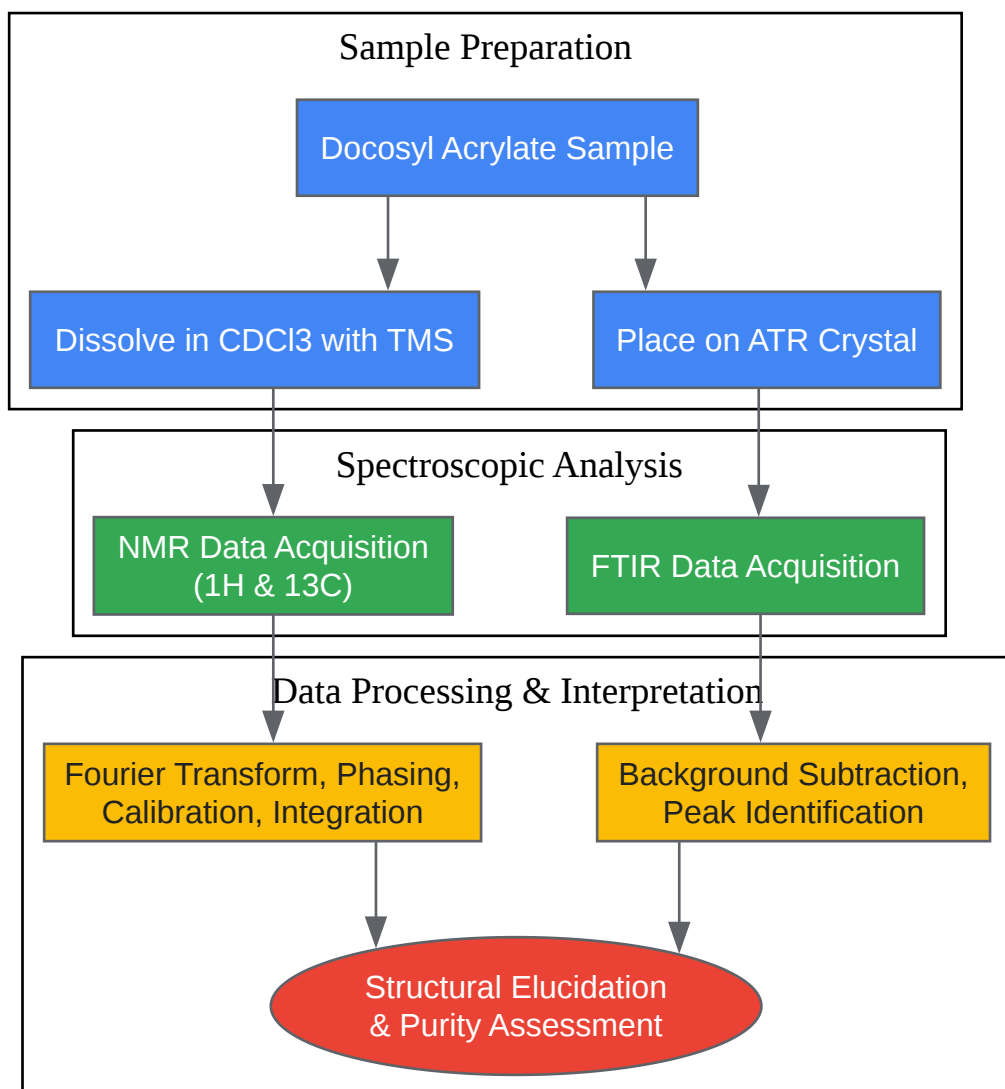 Sample Preparation
Docosyl Acrylate Sample
Dissolve in CDCl3 with TMS
Place on ATR Crystal
Spectroscopic Analysis
NMR Data Acquisition
(1H & 13C)
FTIR Data Acquisition
Data Processing & Interpretation
Fourier Transform, Phasing,
Calibration, Integration
Background Subtraction,
Peak Identification
Structural Elucidation
& Purity Assessment